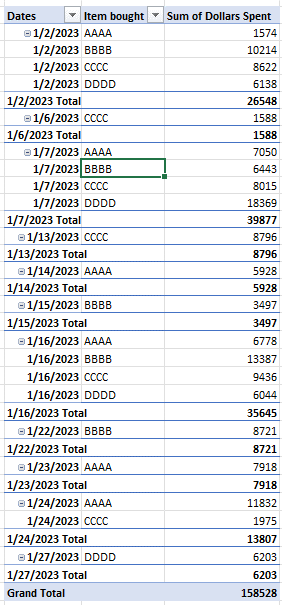 Dates Item bought Sum of Dollars Spent
1/2/2023 AAAA 1574
1/2/2023 BBBB 10214
1/2/2023 CCCC 8622
1/2/2023 DDDD 6138
1/2/2023 Total 26548
1/6/2023 CCCC 1588
1/6/2023 Total 1588
1/7/2023 AAAA 7050
1/7/2023 BBBB 6443
1/7/2023 CCCC 8015
1/7/2023 DDDD 18369
1/7/2023 Total 39877
1/13/2023 CCCC 8796
1/13/2023 Total 8796
1/14/2023 AAAA 5928
1/14/2023 Total 5928
1/15/2023 BBBB 3497
1/15/2023 Total 3497
1/16/2023 AAAA 6778
1/16/2023 BBBB 13387
1/16/2023 CCCC 9436
1/16/2023 DDDD 6044
1/16/2023 Total 35645
1/22/2023 BBBB 8721
1/22/2023 Total 8721
1/23/2023 AAAA 7918
1/23/2023 Total 7918
1/24/2023 AAAA 11832
1/24/2023 CCCC 1975
1/24/2023 Total 13807
1/27/2023 DDDD 6203
1/27/2023 Total 6203
Grand Total 158528